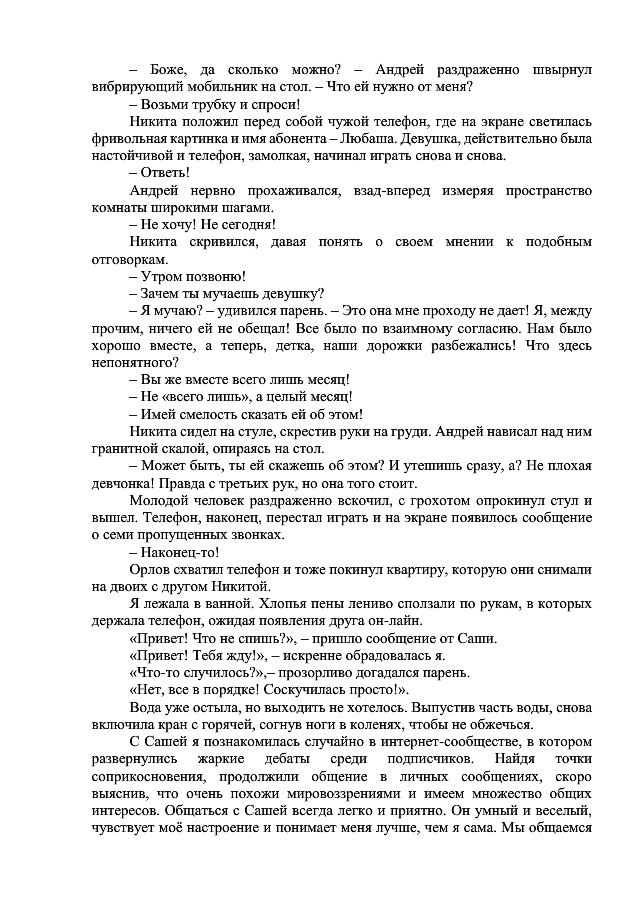 – Боже, да сколько можно? – Андрей раздраженно швырнул
вибрирующий мобильник на стол. – Что ей нужно от меня?
– Возьми трубку и спроси!
Никита положил перед собой чужой телефон, где на экране светилась
фривольная картинка и имя абонента – Любаша. Девушка, действительно была
настойчивой и телефон, замолкая, начинал играть снова и снова.
– Ответь!
Андрей нервно прохаживался, взад-вперед измеряя пространство
комнаты широкими шагами.
– Не хочу! Не сегодня!
Никита скривился, давая понять о своем мнении к подобным
отговоркам.
– Утром позвоню!
– Зачем ты мучаешь девушку?
– Я мучаю? – удивился парень. – Это она мне проходу не дает! Я, между
прочим, ничего ей не обещал! Все было по взаимному согласию. Нам было
хорошо вместе, а теперь, детка, наши дорожки разбежались! Что здесь
непонятного?
– Вы же вместе всего лишь месяц!
– Не «всего лишь», а целый месяц!
– Имей смелость сказать ей об этом!
Никита сидел на стуле, скрестив руки на груди. Андрей нависал над ним
гранитной скалой, опираясь на стол.
– Может быть, ты ей скажешь об этом? И утешишь сразу, а? Не плохая
девчонка! Правда с третьих рук, но она того стоит.
Молодой человек раздраженно вскочил, с грохотом опрокинул стул и
вышел. Телефон, наконец, перестал играть и на экране появилось сообщение
о семи пропущенных звонках.
– Наконец-то!
Орлов схватил телефон и тоже покинул квартиру, которую они снимали
на двоих с другом Никитой.
Я лежала в ванной. Хлопья пены лениво сползали по рукам, в которых
держала телефон, ожидая появления друга он-лайн.
«Привет! Что не спишь?», – пришло сообщение от Саши.
«Привет! Тебя жду!», – искренне обрадовалась я.
«Что-то случилось?»,– прозорливо догадался парень.
«Нет, все в порядке! Соскучилась просто!».
Вода уже остыла, но выходить не хотелось. Выпустив часть воды, снова
включила кран с горячей, согнув ноги в коленях, чтобы не обжечься.
С Сашей я познакомилась случайно в интернет-сообществе, в котором
развернулись жаркие дебаты среди подписчиков. Найдя точки
соприкосновения, продолжили общение в личных сообщениях, скоро
выяснив, что очень похожи мировоззрениями и имеем множество общих
интересов. Общаться с Сашей всегда легко и приятно. Он умный и веселый,
чувствует моё настроение и понимает меня лучше, чем я сама. Мы общаемся